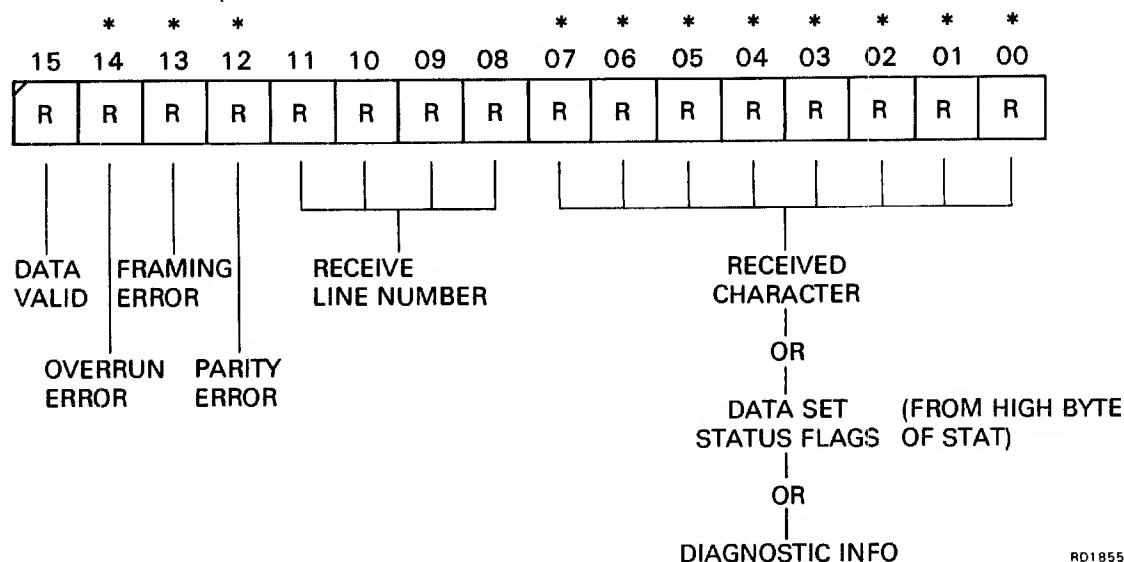 * * * * * * * * * * *
15 14 13 12 11 10 09 08 07 06 05 04 03 02 01 00
R R R R R R R R R R R R R R R R
DATA VALID
FRAMING ERROR
RECEIVE LINE NUMBER
RECEIVED CHARACTER
OVERRUN ERROR
PARITY ERROR
OR
DATA SET STATUS FLAGS
(FROM HIGH BYTE OF STAT)
OR
DIAGNOSTIC INFO
RD1855